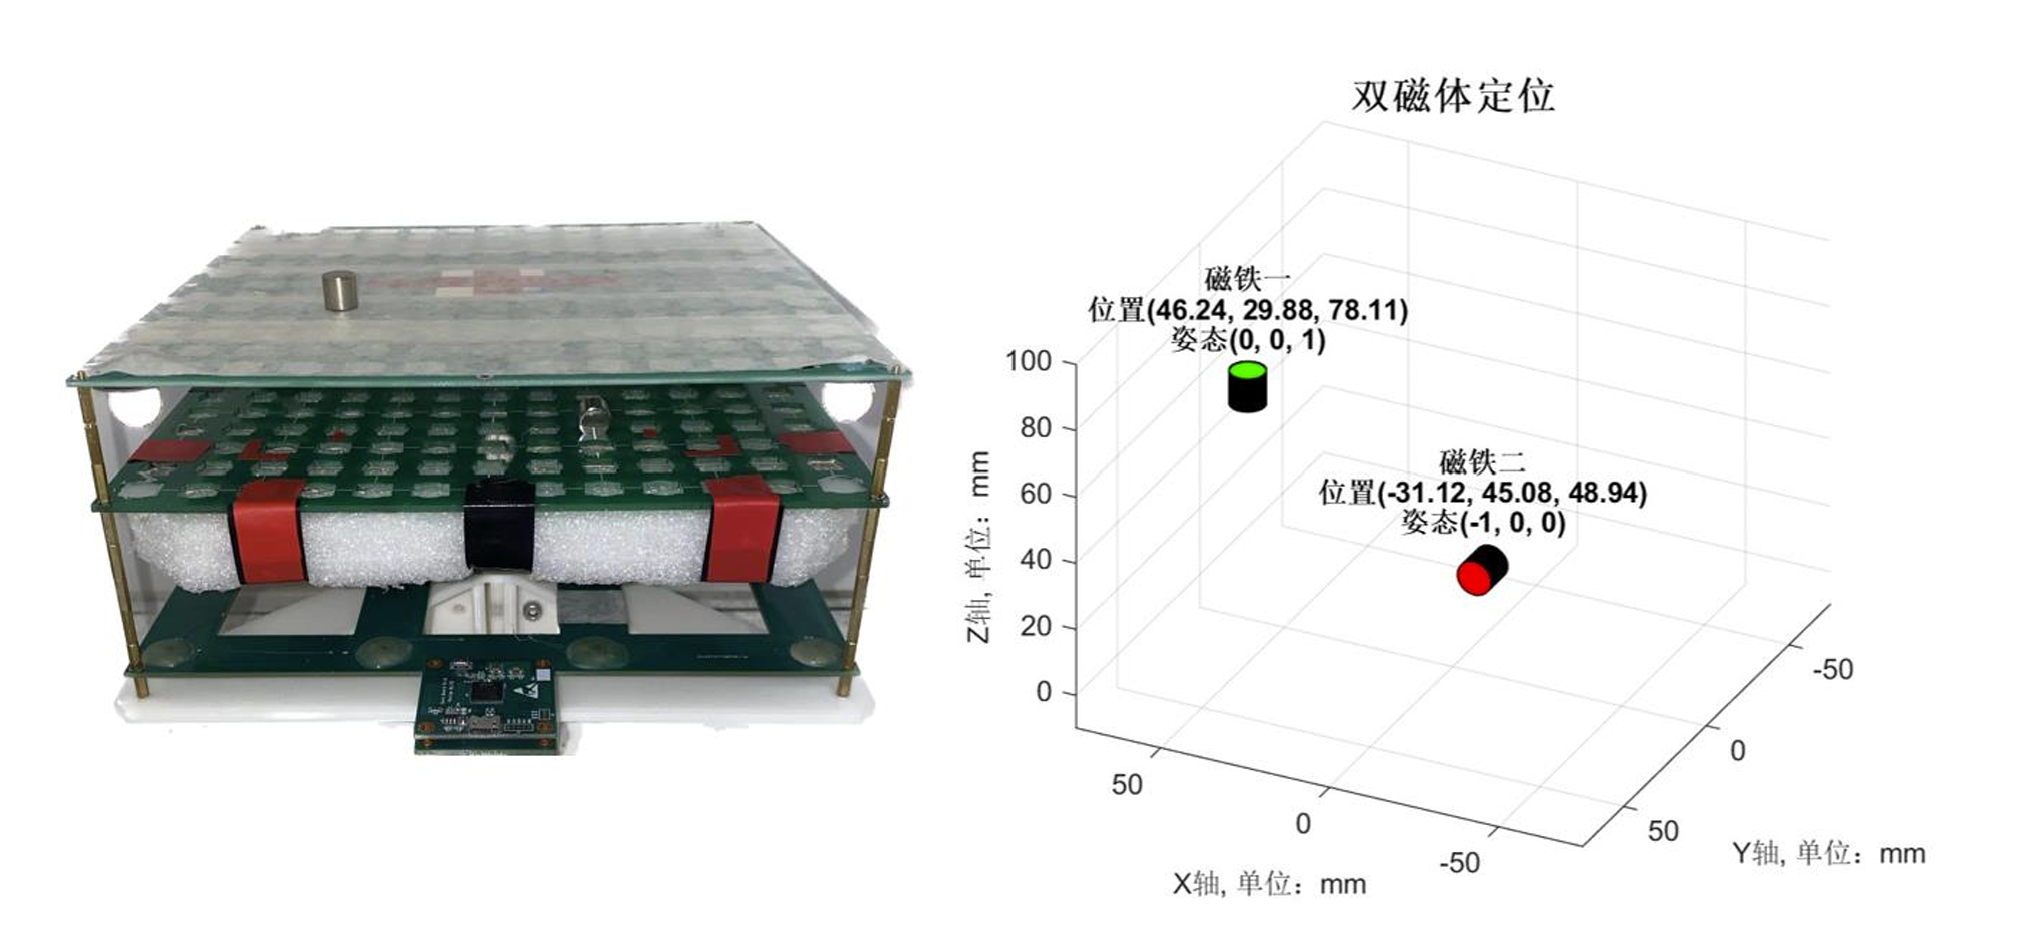 双磁体定位
磁铁一
位置(46.24, 29.88, 78.11)
姿态(0, 0, 1)
磁铁二
位置(-31.12, 45.08, 48.94)
姿态(-1, 0, 0)
100
80
60
40
20
0
Z轴, 单位：mm
50
0
-50
X轴, 单位：mm
-50
0
50
Y轴, 单位：mm